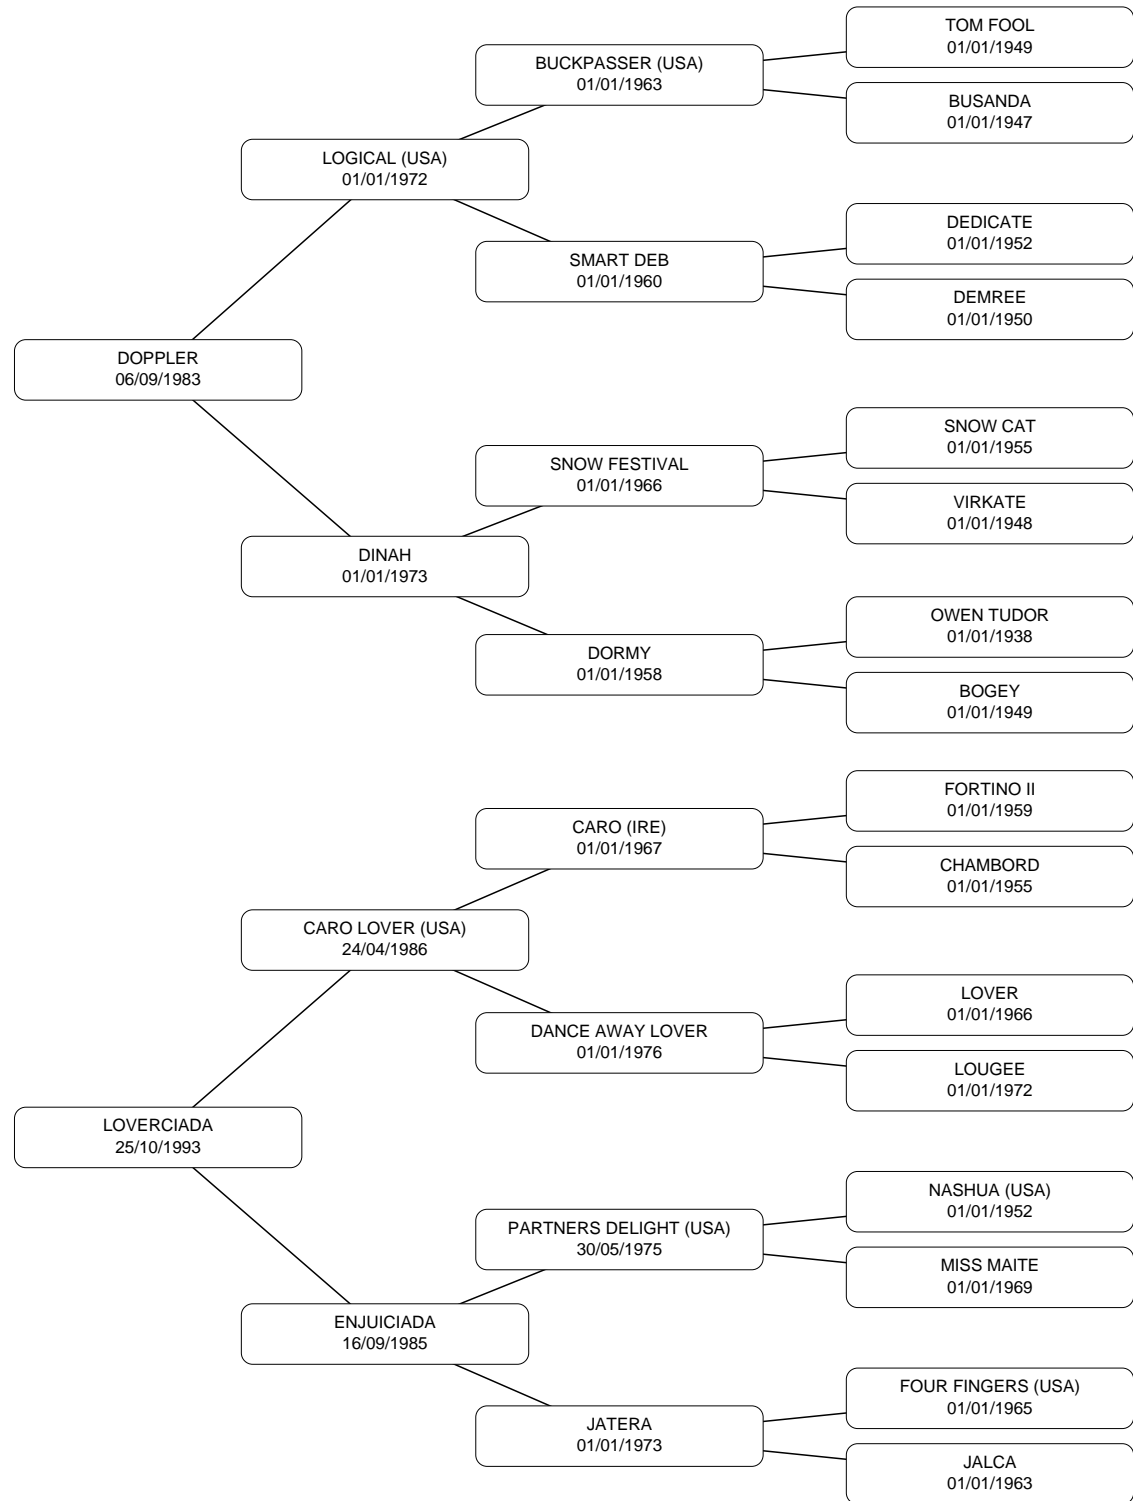 TOM FOOL
01/01/1949
BUCKPASSER (USA)
01/01/1963
BUSANDA
01/01/1947
LOGICAL (USA)
01/01/1972
DEDICATE
01/01/1952
SMART DEB
01/01/1960
DEMREE
01/01/1950
DOPPLER
06/09/1983
SNOW CAT
01/01/1955
SNOW FESTIVAL
01/01/1966
VIRKATE
01/01/1948
DINAH
01/01/1973
OWEN TUDOR
01/01/1938
DORMY
01/01/1958
BOGEY
01/01/1949
FORTINO II
01/01/1959
CARO (IRE)
01/01/1967
CHAMBORD
01/01/1955
CARO LOVER (USA)
24/04/1986
LOVER
01/01/1966
DANCE AWAY LOVER
01/01/1976
LOUGEE
01/01/1972
LOVERCIADA
25/10/1993
NASHUA (USA)
01/01/1952
PARTNERS DELIGHT (USA)
30/05/1975
MISS MAITE
01/01/1969
ENJUICIADA
16/09/1985
FOUR FINGERS (USA)
01/01/1965
JATERA
01/01/1973
JALCA
01/01/1963